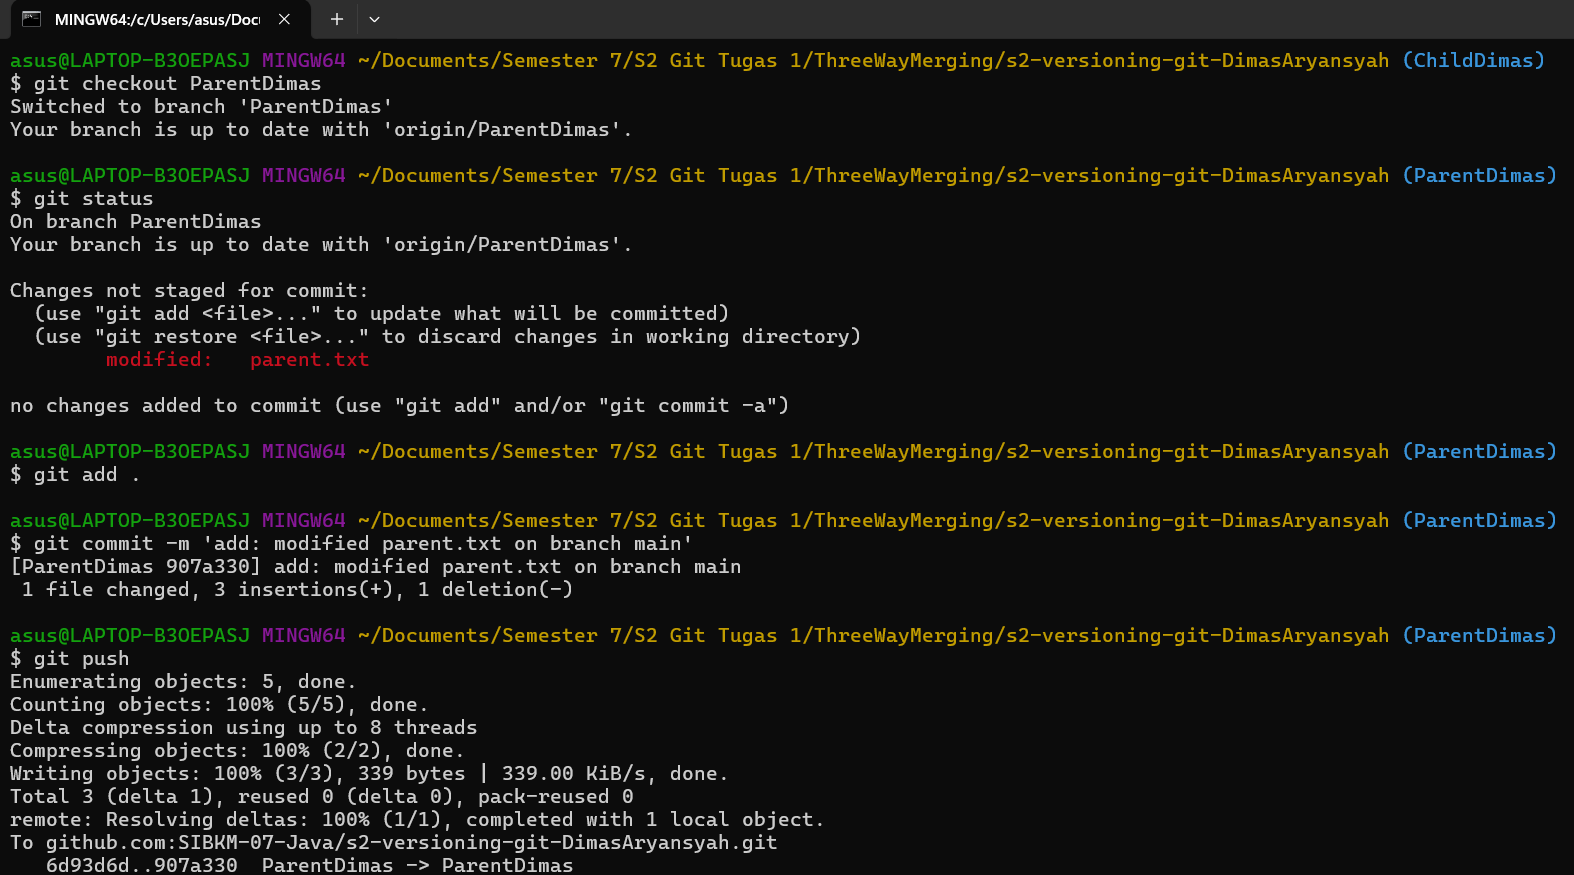 MINGW64:/c/Users/asus/Docu
asus@LAPTOP-B3OEPASJ MINGW64 ~/Documents/Semester 7/S2 Git Tugas 1/ThreeWayMerging/s2-versioning-git-DimasAryansyah (ChildDimas)
$ git checkout ParentDimas
Switched to branch 'ParentDimas'
Your branch is up to date with 'origin/ParentDimas'.
asus@LAPTOP-B3OEPASJ MINGW64 ~/Documents/Semester 7/S2 Git Tugas 1/ThreeWayMerging/s2-versioning-git-DimasAryansyah (ParentDimas)
$ git status
On branch ParentDimas
Your branch is up to date with 'origin/ParentDimas'.
Changes not staged for commit:
  (use "git add <file>..." to update what will be committed)
  (use "git restore <file>..." to discard changes in working directory)
        modified:   parent.txt
no changes added to commit (use "git add" and/or "git commit -a")
asus@LAPTOP-B3OEPASJ MINGW64 ~/Documents/Semester 7/S2 Git Tugas 1/ThreeWayMerging/s2-versioning-git-DimasAryansyah (ParentDimas)
$ git add .
asus@LAPTOP-B3OEPASJ MINGW64 ~/Documents/Semester 7/S2 Git Tugas 1/ThreeWayMerging/s2-versioning-git-DimasAryansyah (ParentDimas)
$ git commit -m 'add: modified parent.txt on branch main'
[ParentDimas 907a330] add: modified parent.txt on branch main
 1 file changed, 3 insertions(+), 1 deletion(-)
asus@LAPTOP-B3OEPASJ MINGW64 ~/Documents/Semester 7/S2 Git Tugas 1/ThreeWayMerging/s2-versioning-git-DimasAryansyah (ParentDimas)
$ git push
Enumerating objects: 5, done.
Counting objects: 100% (5/5), done.
Delta compression using up to 8 threads
Compressing objects: 100% (2/2), done.
Writing objects: 100% (3/3), 339 bytes | 339.00 KiB/s, done.
Total 3 (delta 1), reused 0 (delta 0), pack-reused 0
remote: Resolving deltas: 100% (1/1), completed with 1 local object.
To github.com:SIBKM-07-Java/s2-versioning-git-DimasAryansyah.git
   6d93d6d..907a330  ParentDimas -> ParentDimas